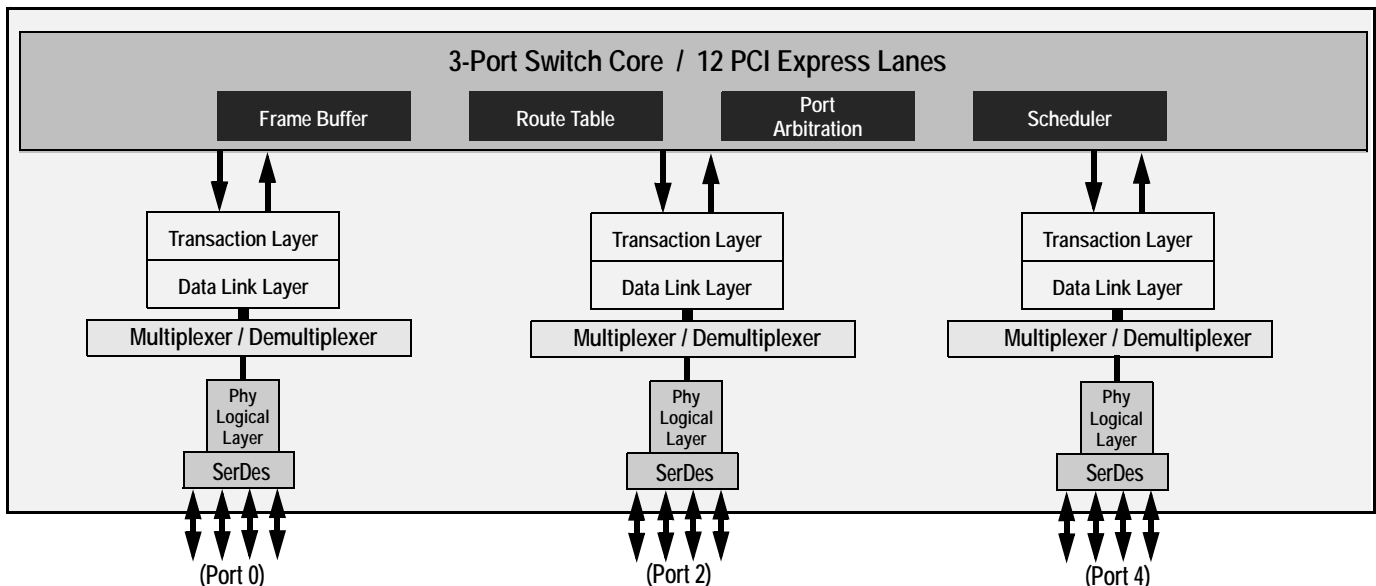 3-Port Switch Core / 12 PCI Express Lanes
Frame Buffer
Route Table
Port
Arbitration
Scheduler
Transaction Layer
Data Link Layer
Multiplexer / Demultiplexer
Phy
Logical
Layer
SerDes
(Port 0)
Transaction Layer
Data Link Layer
Multiplexer / Demultiplexer
Phy
Logical
Layer
SerDes
(Port 2)
Transaction Layer
Data Link Layer
Multiplexer / Demultiplexer
Phy
Logical
Layer
SerDes
(Port 4)